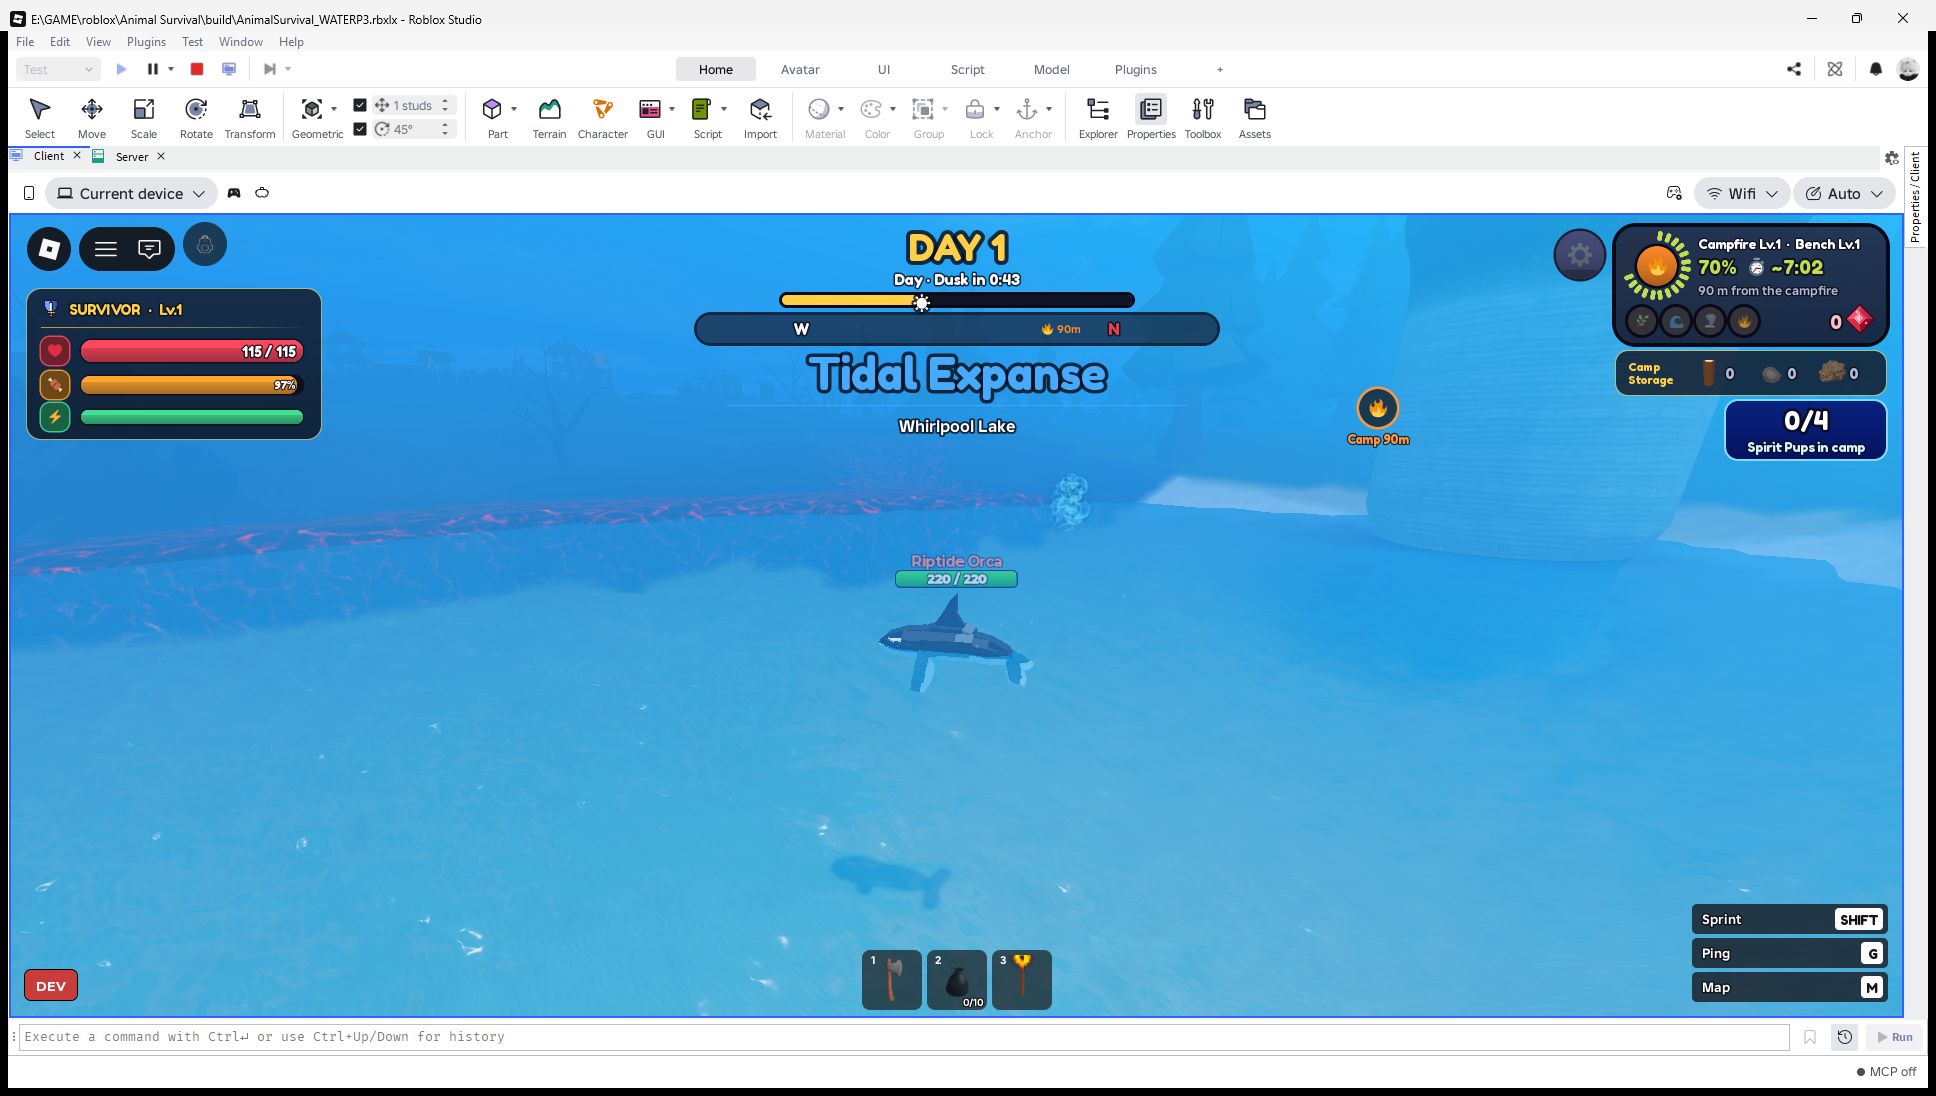 E:\GAME\roblox\Animal Survival\build\AnimalSurvival_WATERP3.rbxlx - Roblox Studio
File Edit View Plugins Test Window Help
Test
Home Avatar UI Script Model Plugins +
1 studs
45°
Select Move Scale Rotate Transform Geometric Part Terrain Character GUI Script Import Material Color Group Lock Anchor Explorer Properties Toolbox Assets
Client Server
Properties / Client
Current device
Wifi Auto
DAY 1
Day · Dusk in 0:43
W 90m N
Tidal Expanse
Whirlpool Lake
SURVIVOR · Lv.1
115 / 115
97%
Campfire Lv.1 · Bench Lv.1
70% ~7:02
90 m from the campfire
0
Camp Storage 0 0 0
0/4
Spirit Pups in camp
Camp 90m
Riptide Orca
220 / 220
Sprint SHIFT
Ping G
Map M
DEV
1 2 3
0/10
Execute a command with Ctrl↵ or use Ctrl+Up/Down for history
Run
MCP off